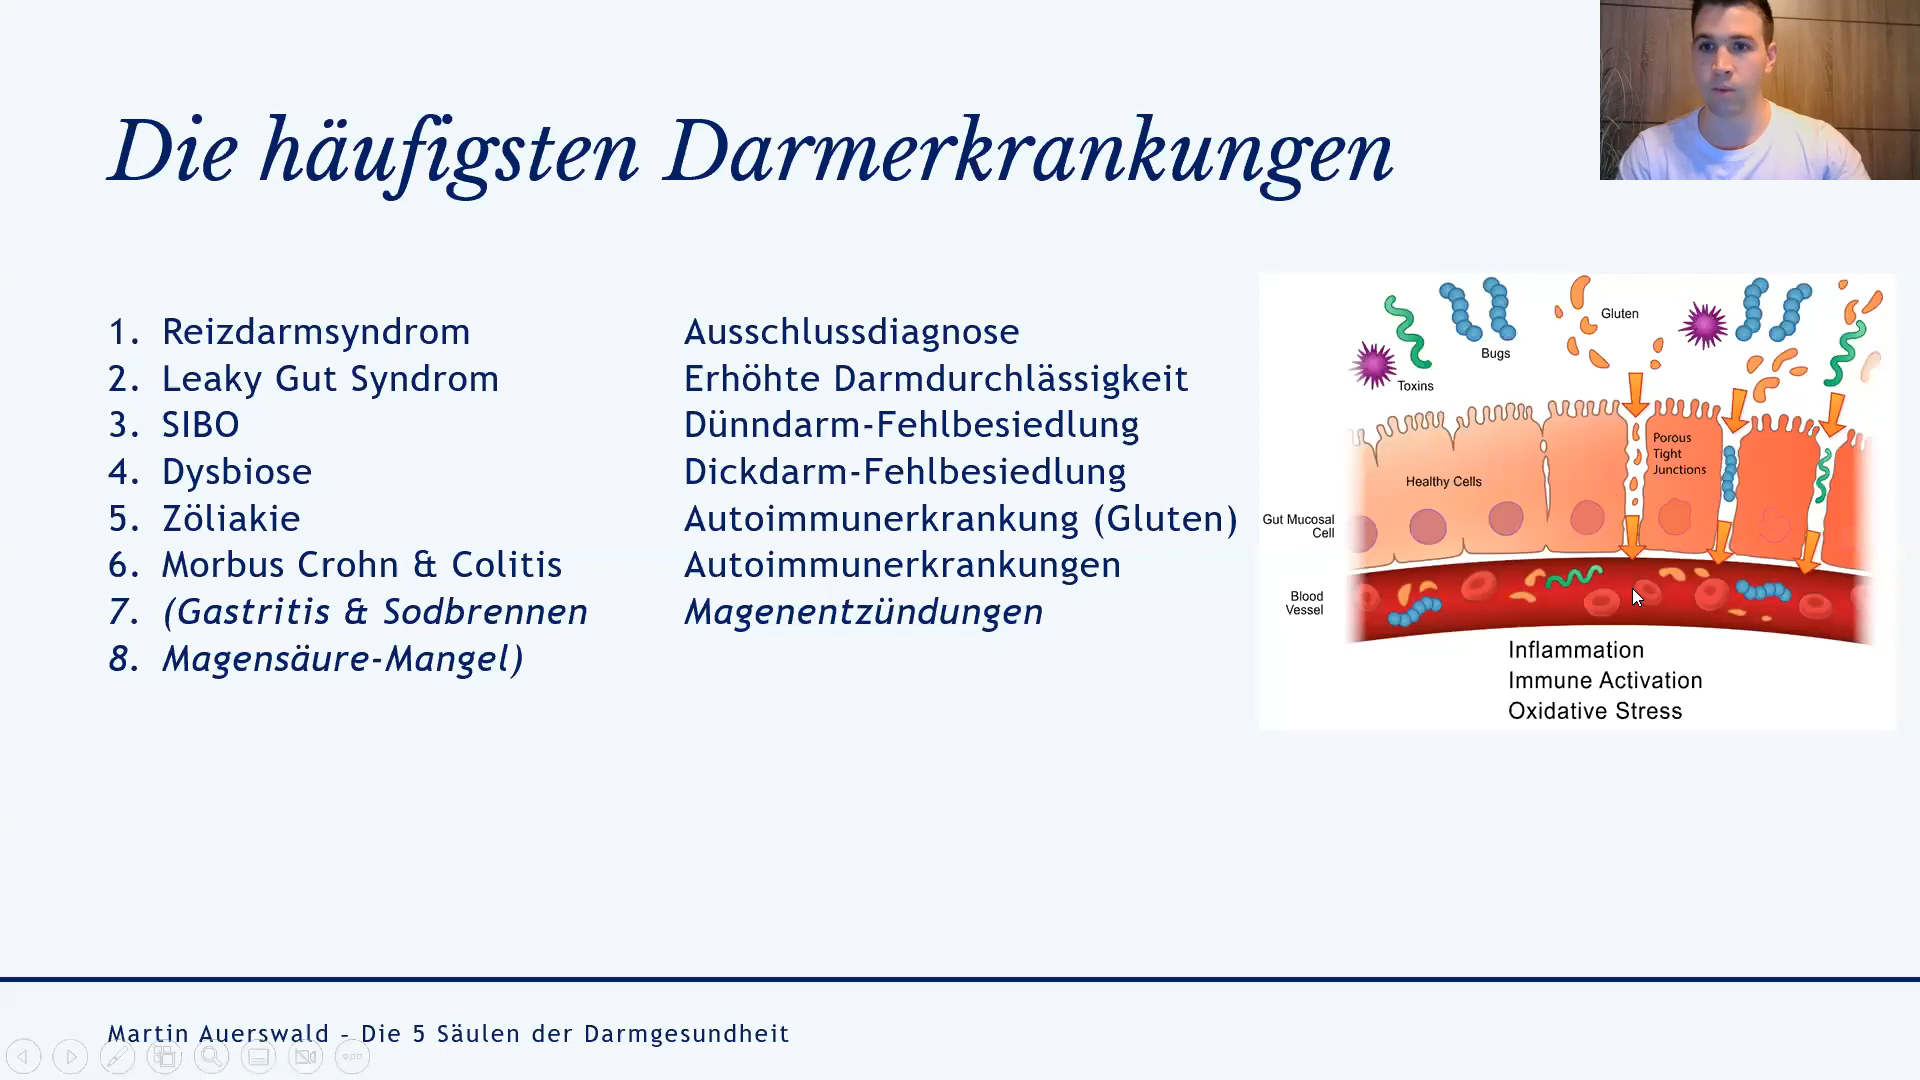 Die häufigsten Darmerkrankungen
1. Reizdarmsyndrom Ausschlussdiagnose
2. Leaky Gut Syndrom Erhöhte Darmdurchlässigkeit
3. SIBO Dünndarm-Fehlbesiedlung
4. Dysbiose Dickdarm-Fehlbesiedlung
5. Zöliakie Autoimmunerkrankung (Gluten)
6. Morbus Crohn & Colitis Autoimmunerkrankungen
7. (Gastritis & Sodbrennen Magenentzündungen
8. Magensäure-Mangel)
Gluten
Bugs
Toxins
Porous
Tight
Junctions
Healthy Cells
Gut Mucosal
Cell
Blood
Vessel
Inflammation
Immune Activation
Oxidative Stress
Martin Auerswald – Die 5 Säulen der Darmgesundheit